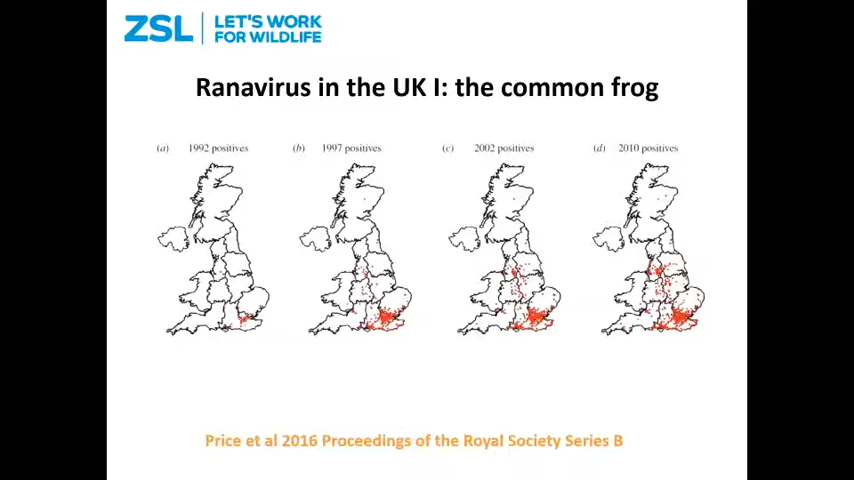 ZSL
LET'S WORK
FOR WILDLIFE
Ranavirus in the UK I: the common frog
(a) 1992 positives
(b) 1997 positives
(c) 2002 positives
(d) 2010 positives
Price et al 2016 Proceedings of the Royal Society Series B